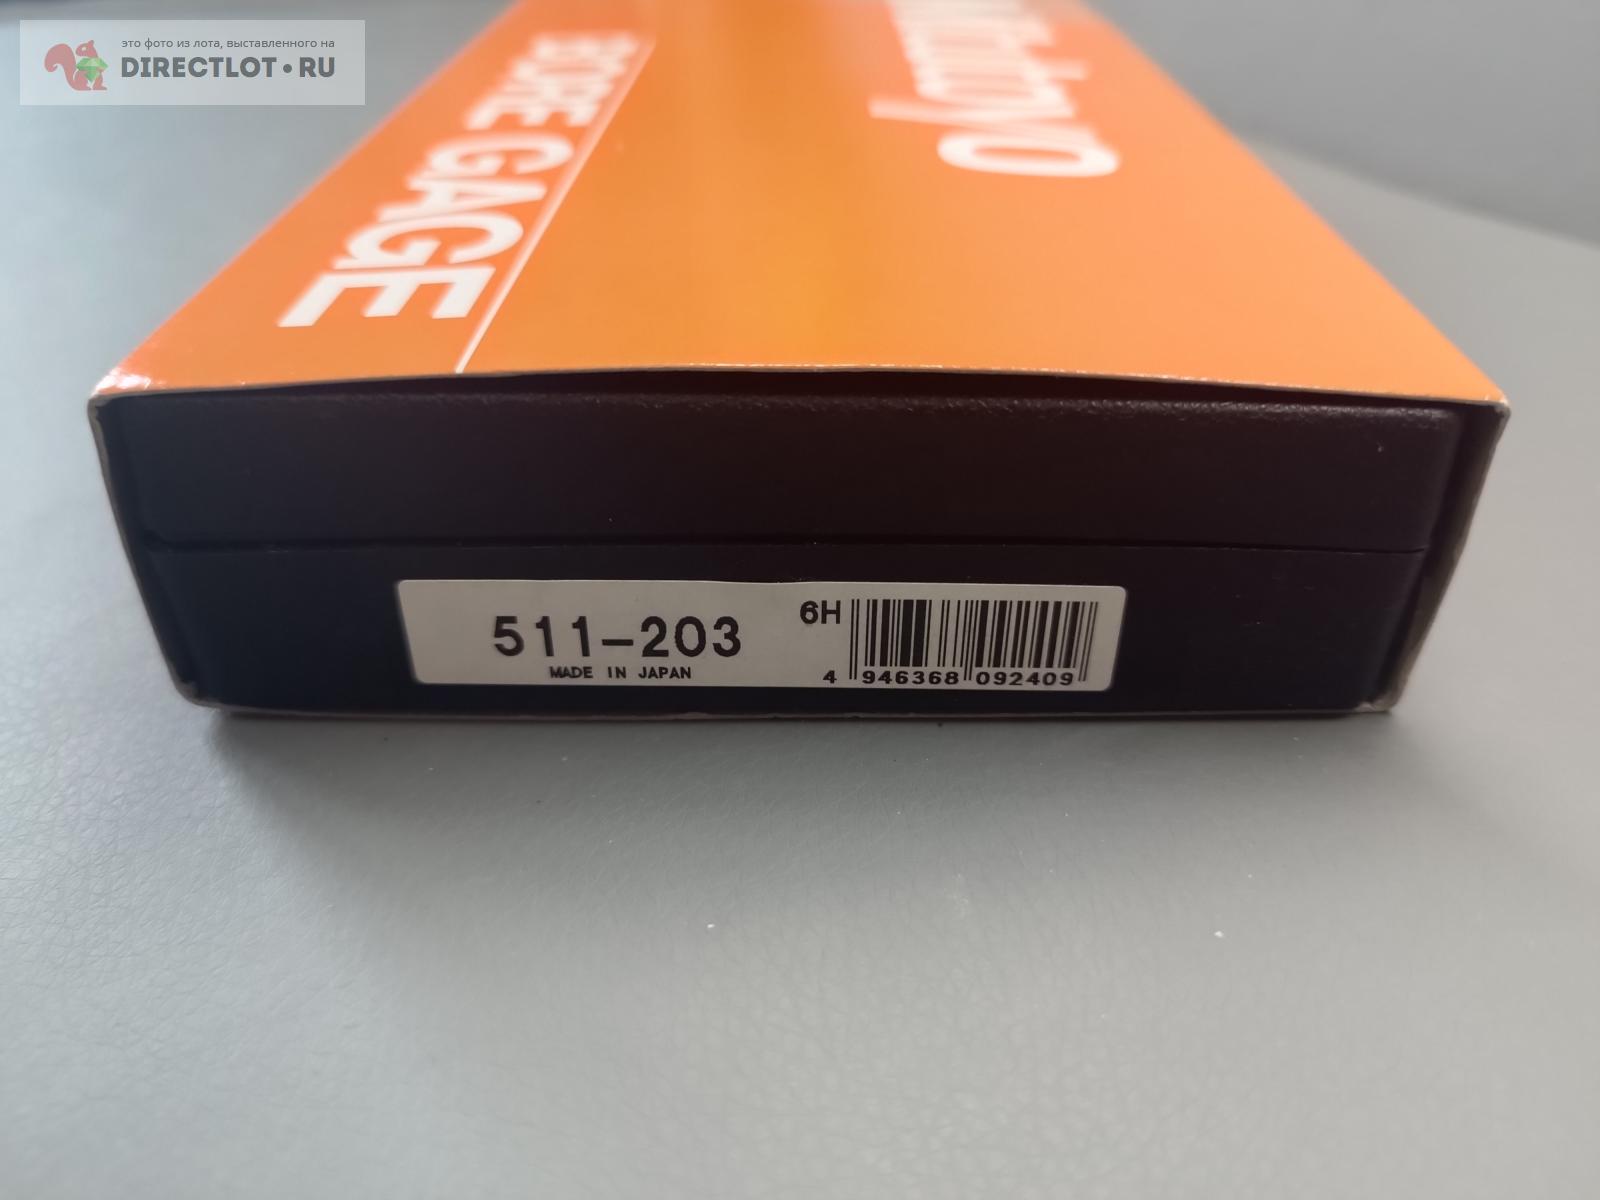 это фото из лота, выставленного на
DIRECTLOT•RU
Mitutoyo
BORE GAGE
511-203
MADE IN JAPAN
6H
4 946368 092409